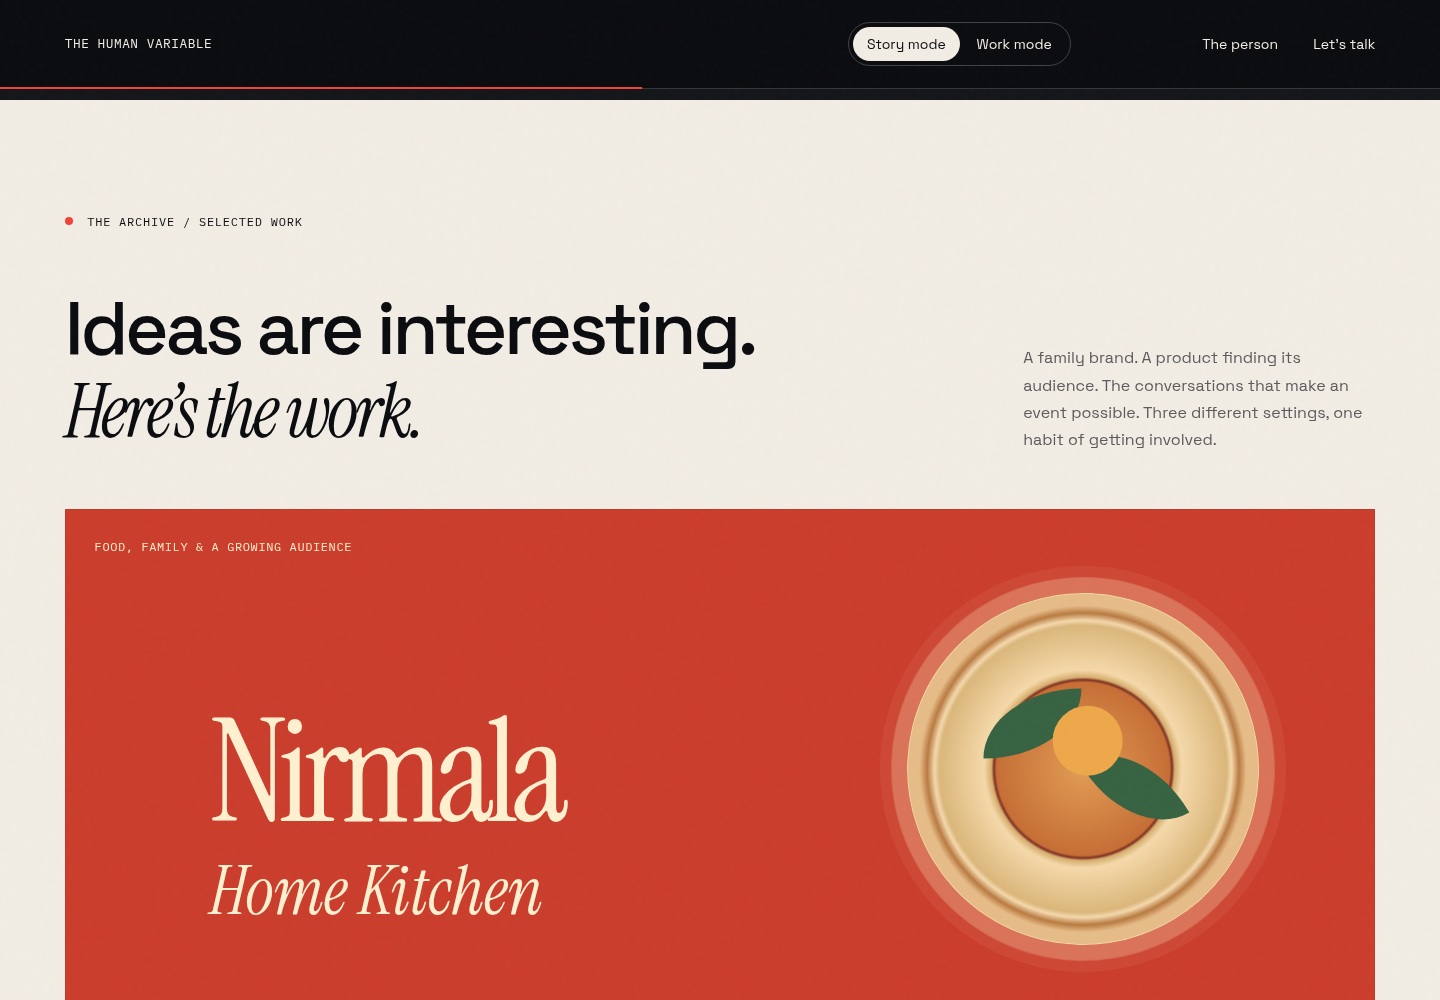 THE HUMAN VARIABLE
Story mode
Work mode
The person
Let's talk
THE ARCHIVE / SELECTED WORK
Ideas are interesting.
Here’s the work.
A family brand. A product finding its
audience. The conversations that make an
event possible. Three different settings, one
habit of getting involved.
FOOD, FAMILY & A GROWING AUDIENCE
Nirmala
Home Kitchen